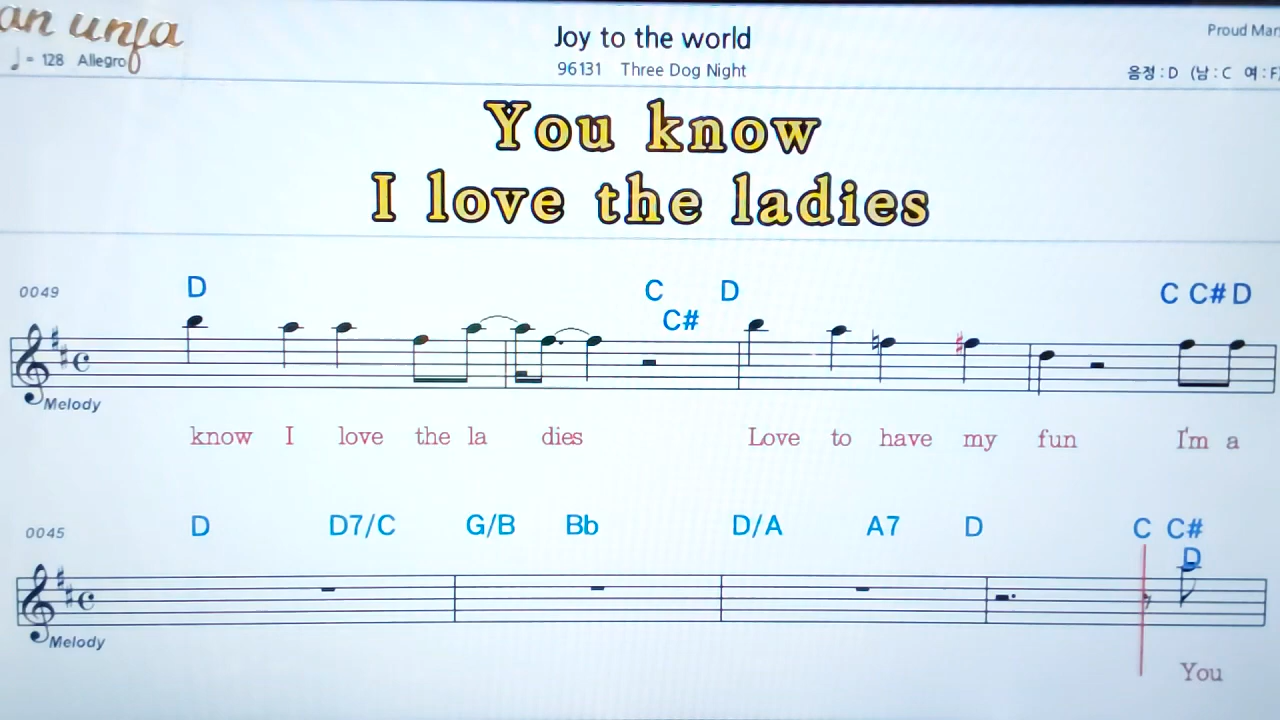 an unfa
♩= 128 Allegro
Joy to the world
96131 Three Dog Night
Proud Mar
음정 : D (남 : C 여 : F)
You know
I love the ladies
0049
D C C# D C C# D
Melody
know I love the la dies Love to have my fun I'm a
0045
D D7/C G/B Bb D/A A7 D C C# D
Melody
You